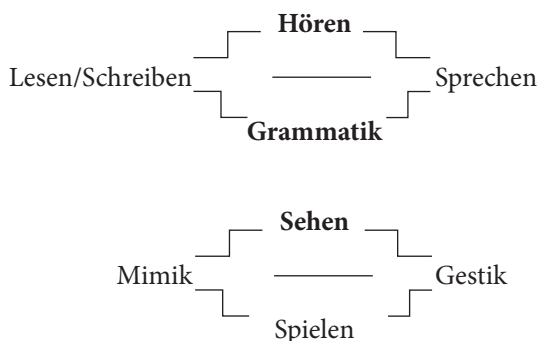 Hören
Lesen/Schreiben Sprechen
Grammatik
Sehen
Mimik Gestik
Spielen